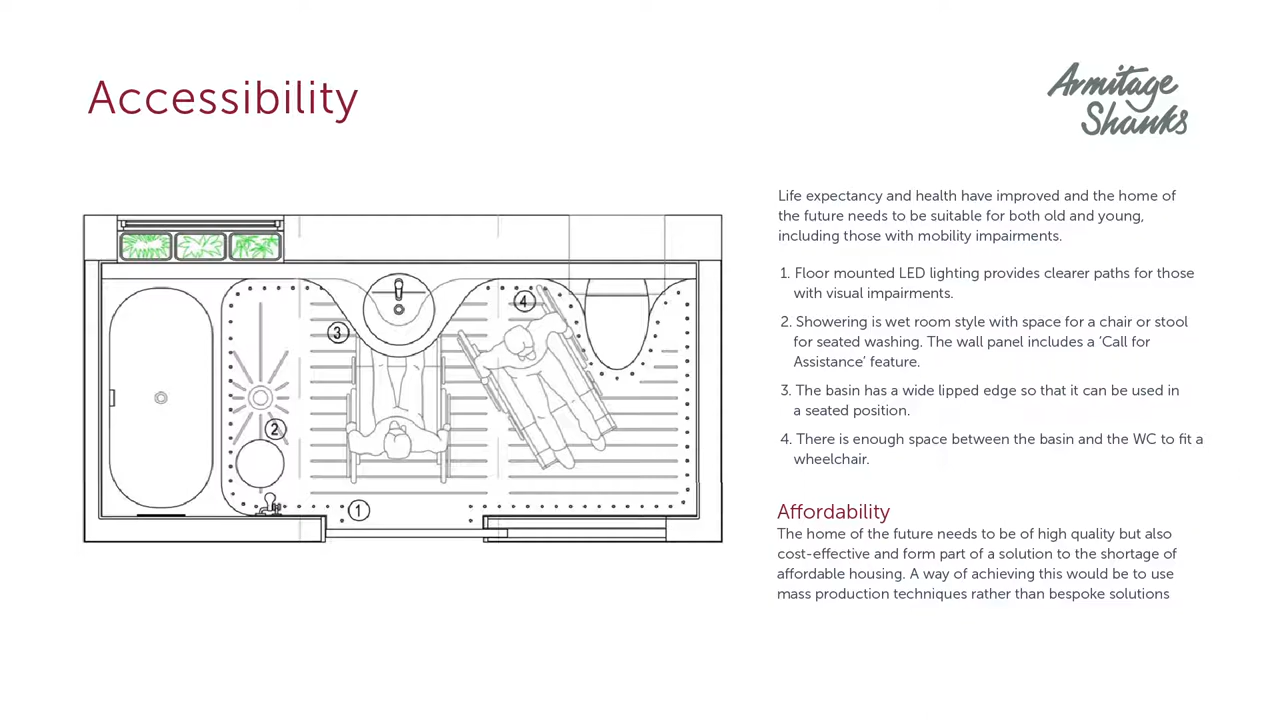 Accessibility
Armitage
Shanks
Life expectancy and health have improved and the home of
the future needs to be suitable for both old and young,
including those with mobility impairments.
1. Floor mounted LED lighting provides clearer paths for those
with visual impairments.
2. Showering is wet room style with space for a chair or stool
for seated washing. The wall panel includes a ‘Call for
Assistance’ feature.
3. The basin has a wide lipped edge so that it can be used in
a seated position.
4. There is enough space between the basin and the WC to fit a
wheelchair.
Affordability
The home of the future needs to be of high quality but also
cost-effective and form part of a solution to the shortage of
affordable housing. A way of achieving this would be to use
mass production techniques rather than bespoke solutions
4
3
2
1